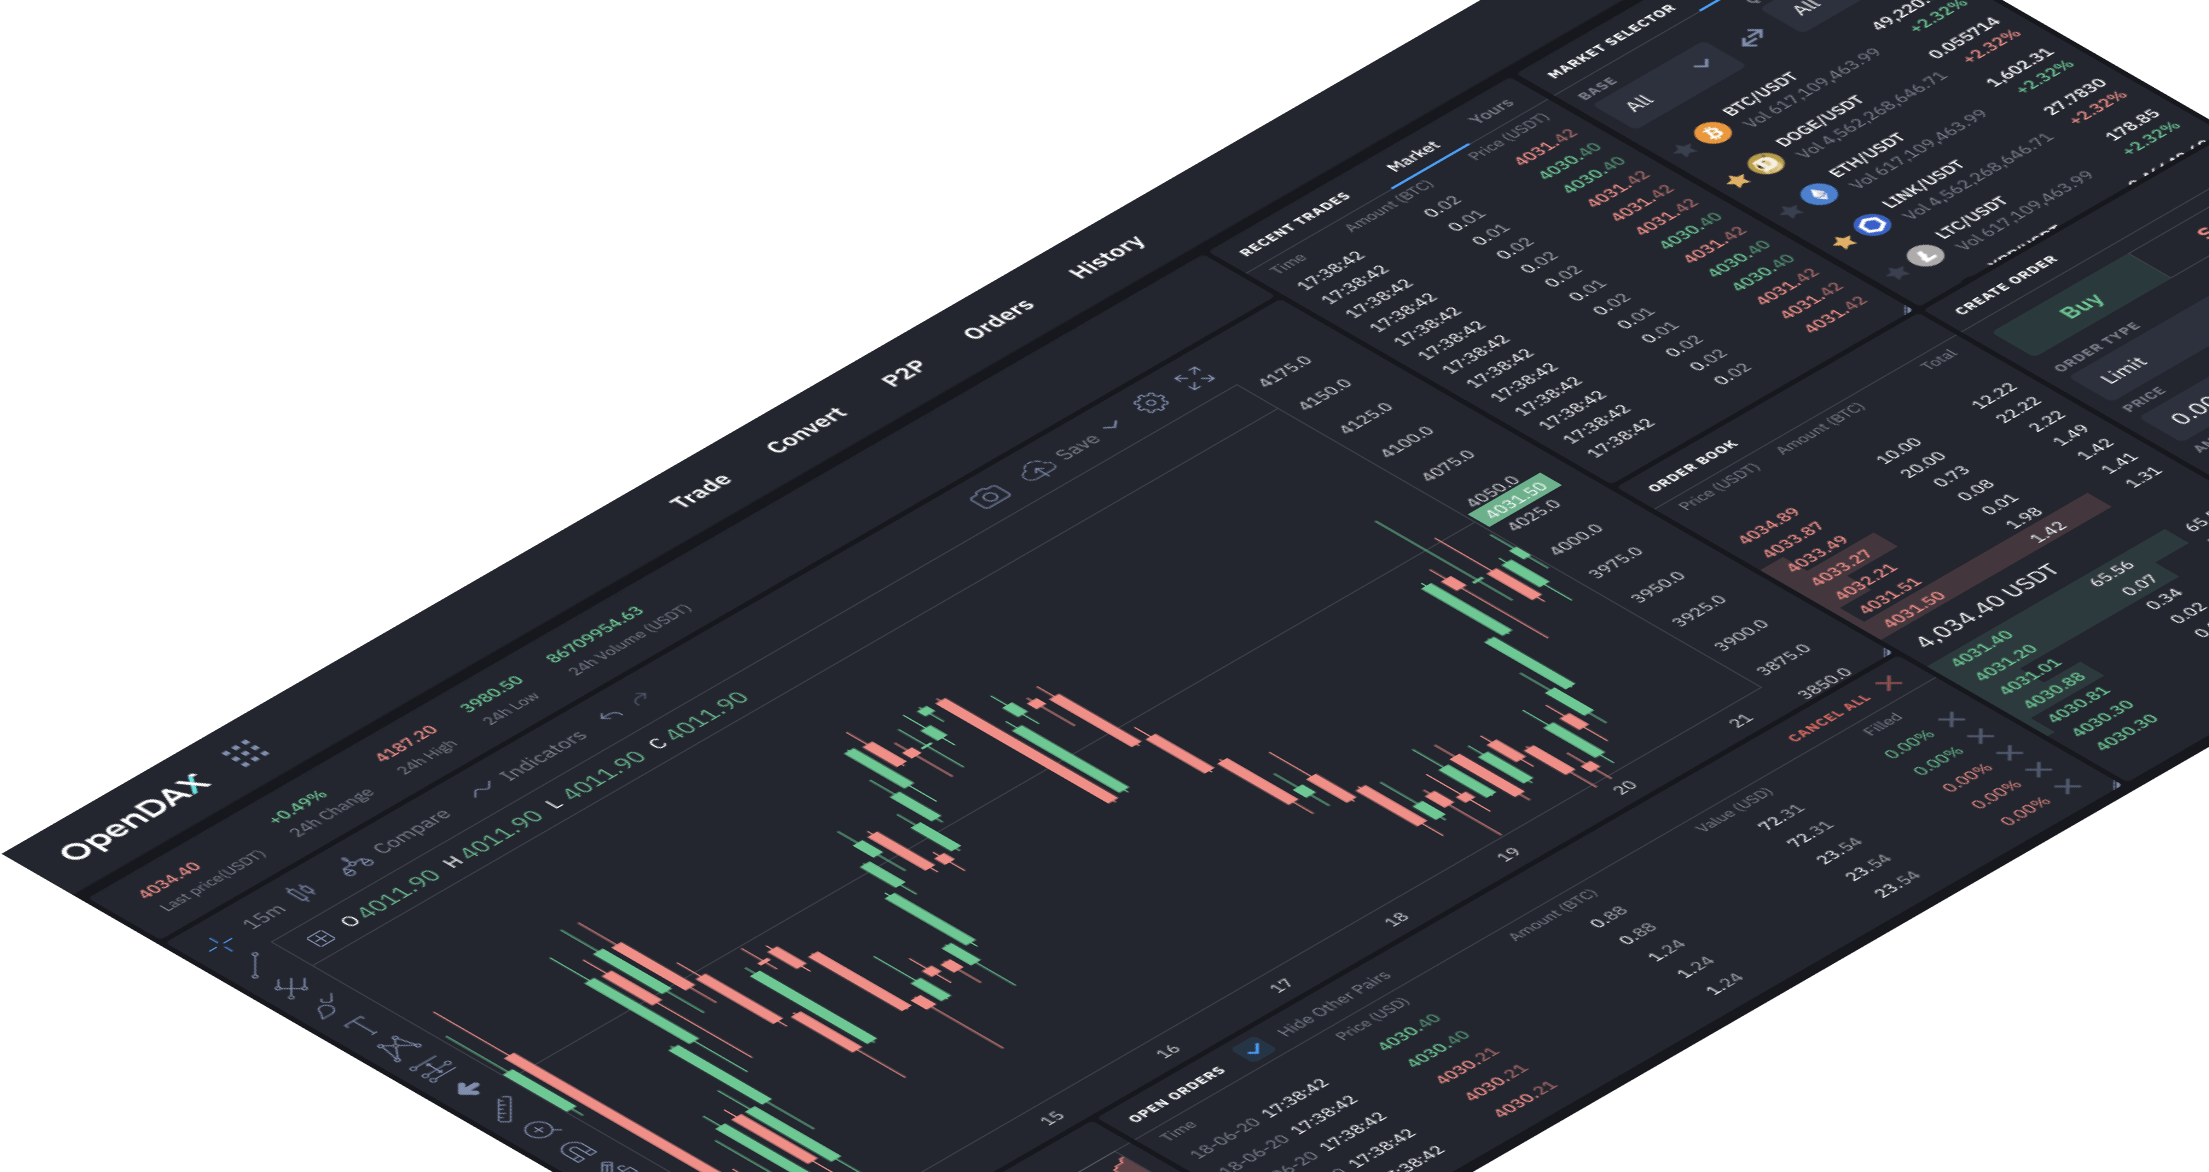 OpenDAX
Trade
Convert
P2P
Orders
History
4034.40
Last price(USDT)
+0.49%
24h Change
4187.20
24h High
3980.50
24h Low
86709954.63
24h Volume (USDT)
15m
Compare
Indicators
Save
O 4011.90 H 4011.90 L 4011.90 C 4011.90
4175.0
4150.0
4125.0
4100.0
4075.0
4050.0
4031.50
4025.0
4000.0
3975.0
3950.0
3925.0
3900.0
3875.0
3850.0
15
16
17
18
19
20
21
RECENT TRADES
Market
Yours
Time Amount (BTC) Price (USDT)
17:38:42 0.02 4031.42
17:38:42 0.01 4030.40
17:38:42 0.01 4030.40
17:38:42 0.02 4031.42
17:38:42 0.02 4031.42
17:38:42 0.02 4031.42
17:38:42 0.01 4030.40
17:38:42 0.02 4031.42
17:38:42 0.01 4030.40
17:38:42 0.01 4030.40
17:38:42 0.02 4031.42
17:38:42 0.02 4031.42
17:38:42 0.02 4031.42
MARKET SELECTOR
BASE
All
All
BTC/USDT
Vol 617,109,463.99
+2.32%
DOGE/USDT 0.055714
Vol 4,562,268,646.71 +2.32%
ETH/USDT 1,602.31
Vol 617,109,463.99 +2.32%
LINK/USDT 27.7830
Vol 4,562,268,646.71 +2.32%
LTC/USDT 178.85
Vol 617,109,463.99 +2.32%
ORDER BOOK
Price (USDT) Amount (BTC) Total
4034.89 10.00 12.22
4033.87 20.00 22.22
4033.49 0.73 2.22
4033.27 0.08 1.49
4032.21 0.01 1.42
4031.51 1.98 1.41
4031.50 1.42 1.31
4,034.40 USDT
4031.40 65.56
4031.20 0.07
4031.01 0.34
4030.88 0.02
4030.81
4030.30
4030.30
CREATE ORDER
Buy
ORDER TYPE
Limit
PRICE
OPEN ORDERS
Hide Other Pairs
CANCEL ALL
Time Price (USD) Amount (BTC) Value (USD) Filled
18-06-20 17:38:42 4030.40 0.88 72.31 0.00%
18-06-20 17:38:42 4030.40 0.88 72.31 0.00%
17:38:42 4030.21 1.24 23.54 0.00%
17:38:42 4030.21 1.24 23.54 0.00%
4030.21 1.24 23.54 0.00%